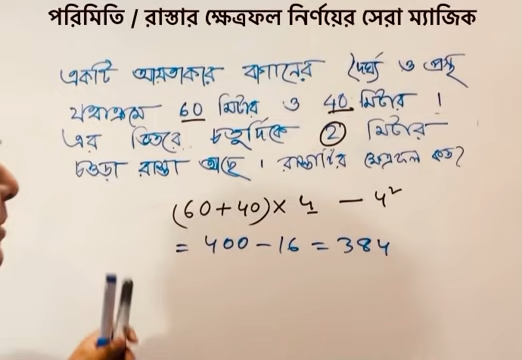 পরিমিতি / রাস্তার ক্ষেত্রফল নির্ণয়ের সেরা ম্যাজিক
একটি আয়তাকার বাগানের দৈর্ঘ্য ও প্রস্থ
যথাক্রমে 60 মিটার ও 40 মিটার ।
এর ভিতরে চতুর্দিকে 2 মিটার
চওড়া রাস্তা আছে । রাস্তাটির ক্ষেত্রফল কত?
(60+40)× 4 – 4²
= 400 – 16 = 384